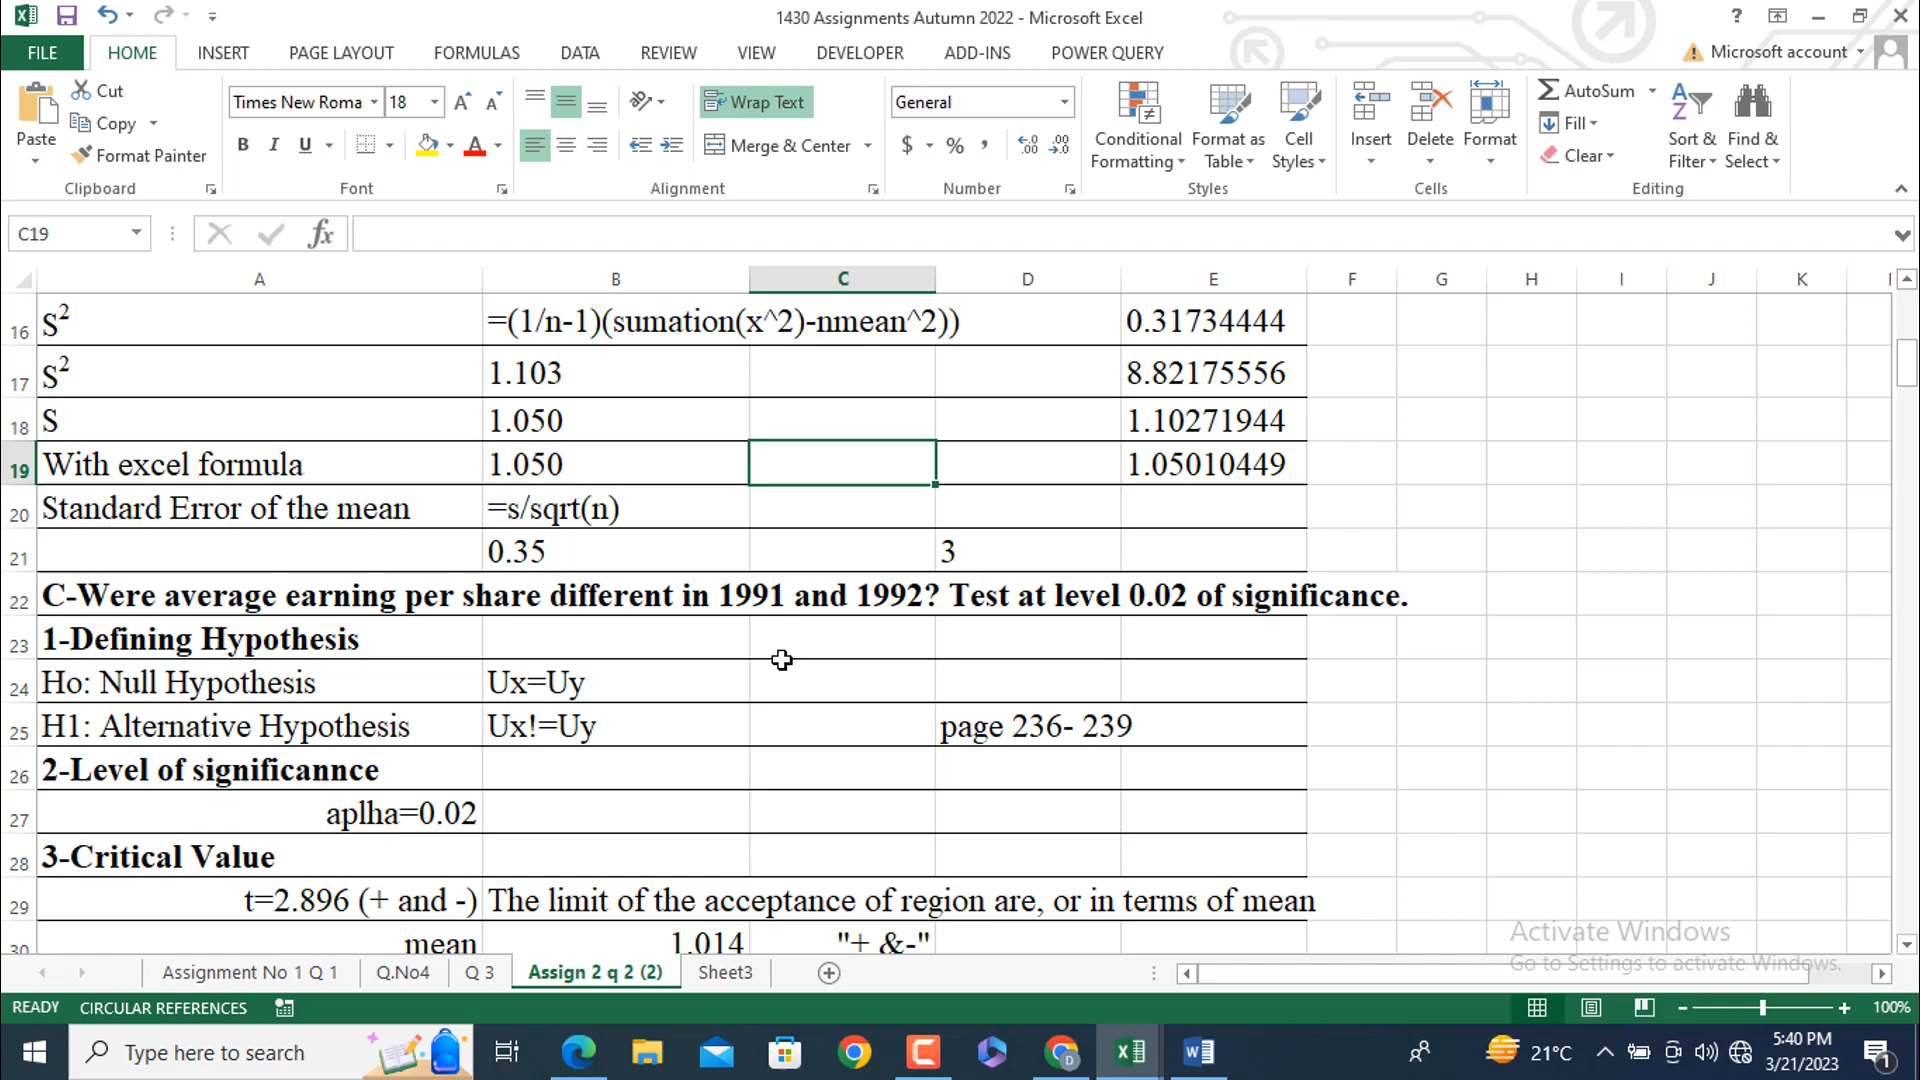 1430 Assignments Autumn 2022 - Microsoft Excel
FILE HOME INSERT PAGE LAYOUT FORMULAS DATA REVIEW VIEW DEVELOPER ADD-INS POWER QUERY Microsoft account
Paste Cut Copy Format Painter Clipboard
Times New Roma 18 B I U Font
Wrap Text Merge & Center Alignment
General $ % , Number
Conditional Formatting Format as Table Cell Styles Styles
Insert Delete Format Cells
AutoSum Fill Clear Sort & Filter Find & Select Editing
C19 fx
A B C D E F G H I J K
16 S² =(1/n-1)(sumation(x^2)-nmean^2)) 0.31734444
17 S² 1.103 8.82175556
18 S 1.050 1.10271944
19 With excel formula 1.050 1.05010449
20 Standard Error of the mean =s/sqrt(n)
21 0.35 3
22 C-Were average earning per share different in 1991 and 1992? Test at level 0.02 of significance.
23 1-Defining Hypothesis
24 Ho: Null Hypothesis Ux=Uy
25 H1: Alternative Hypothesis Ux!=Uy page 236- 239
26 2-Level of significannce
27 aplha=0.02
28 3-Critical Value
29 t=2.896 (+ and -) The limit of the acceptance of region are, or in terms of mean
30 mean 1.014 "+ &-"
Activate Windows
Go to Settings to activate Windows.
Assignment No 1 Q 1 Q.No4 Q 3 Assign 2 q 2 (2) Sheet3
READY CIRCULAR REFERENCES 100%
Type here to search 21°C 5:40 PM
3/21/2023 1